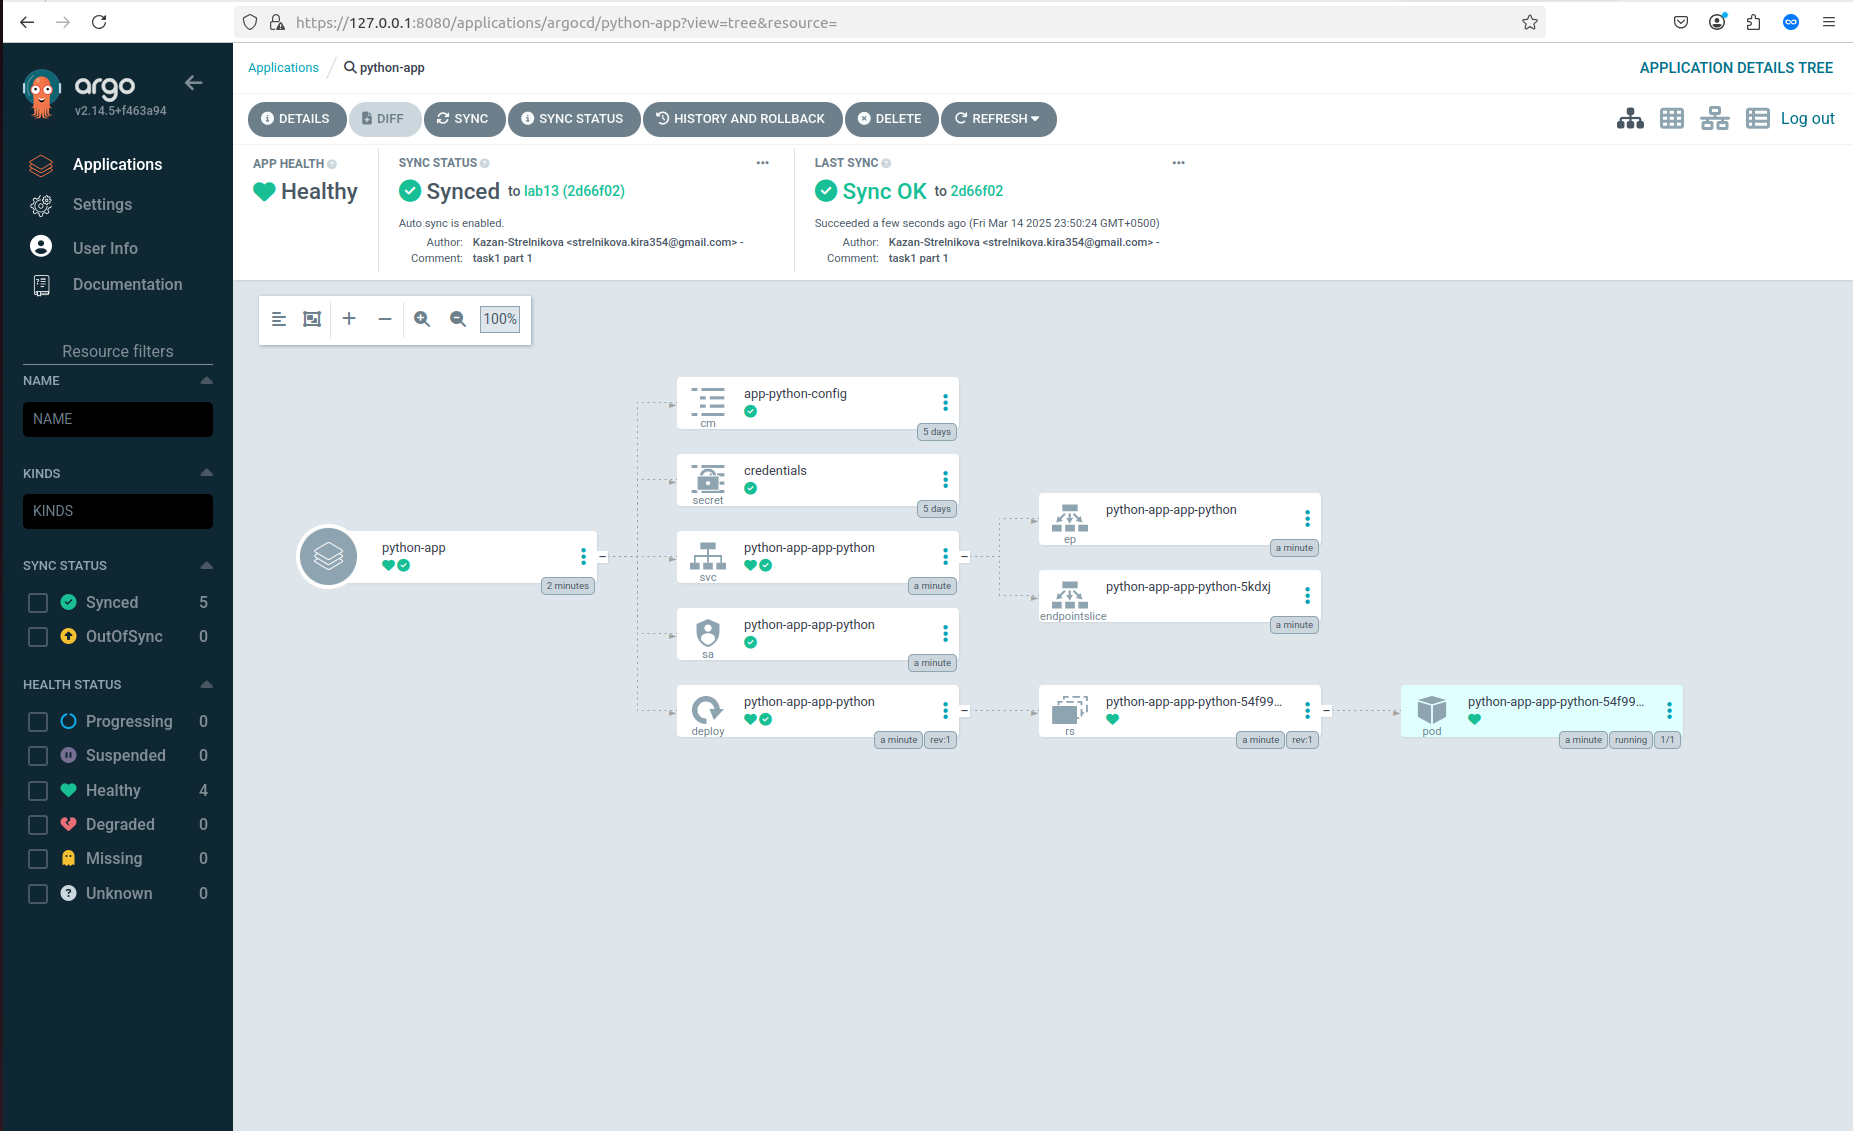 https://127.0.0.1:8080/applications/argocd/python-app?view=tree&resource=
argo
v2.14.5+f463a94
Applications
Settings
User Info
Documentation
Resource filters
NAME
NAME
KINDS
KINDS
SYNC STATUS
Synced 5
OutOfSync 0
HEALTH STATUS
Progressing 0
Suspended 0
Healthy 4
Degraded 0
Missing 0
Unknown 0
Applications / python-app
APPLICATION DETAILS TREE
DETAILS DIFF SYNC SYNC STATUS HISTORY AND ROLLBACK DELETE REFRESH
Log out
APP HEALTH
Healthy
SYNC STATUS
Synced to lab13 (2d66f02)
Auto sync is enabled.
Author: Kazan-Strelnikova <strelnikova.kira354@gmail.com> -
Comment: task1 part 1
LAST SYNC
Sync OK to 2d66f02
Succeeded a few seconds ago (Fri Mar 14 2025 23:50:24 GMT+0500)
Author: Kazan-Strelnikova <strelnikova.kira354@gmail.com> -
Comment: task1 part 1
100%
python-app
2 minutes
app-python-config
cm
5 days
credentials
secret
5 days
python-app-app-python
svc
a minute
python-app-app-python
sa
a minute
python-app-app-python
deploy
a minute rev:1
python-app-app-python
ep
a minute
python-app-app-python-5kdxj
endpointslice
a minute
python-app-app-python-54f99...
rs
a minute rev:1
python-app-app-python-54f99...
pod
a minute running 1/1